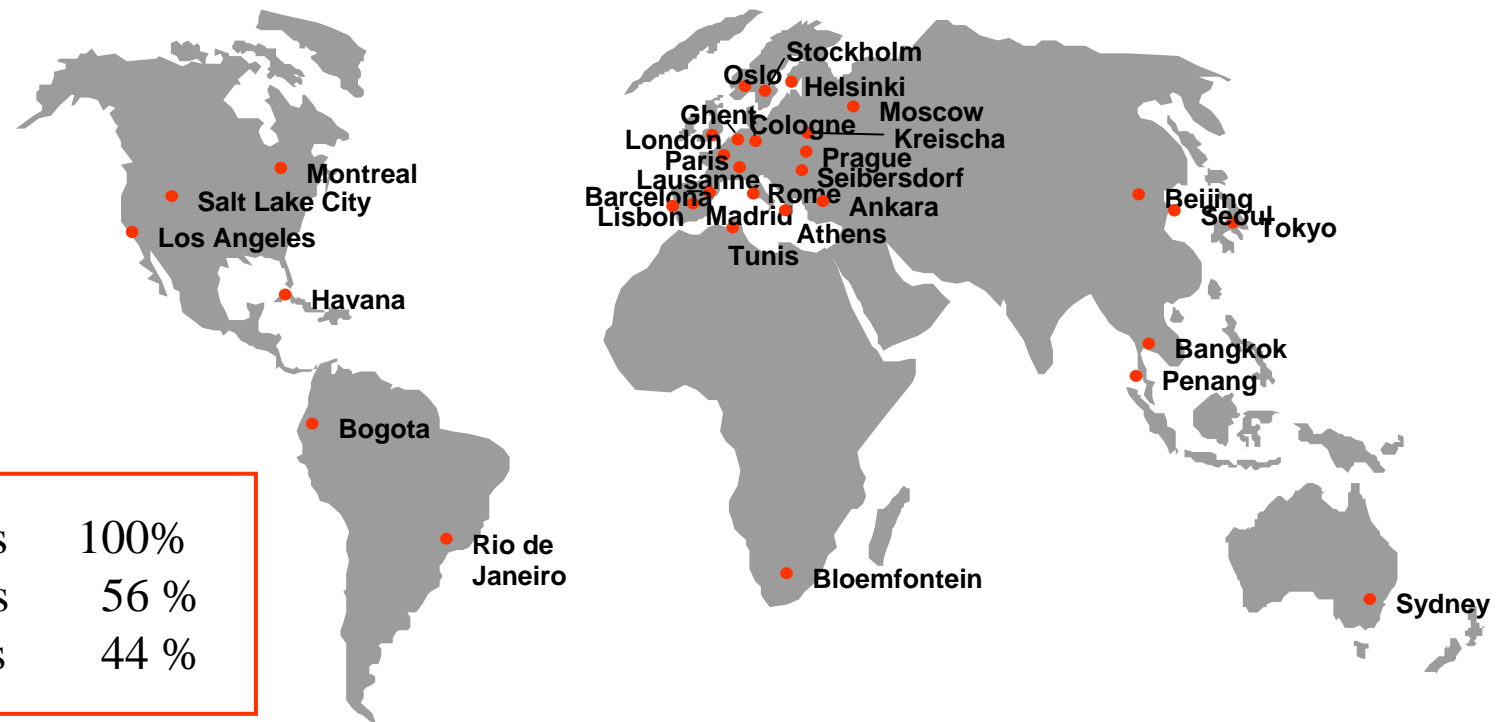 Stockholm
Oslo
Helsinki
Moscow
Ghent
Cologne
Kreischa
London
Paris
Prague
Lausanne
Seibersdorf
Barcelona
Rome
Ankara
Lisbon
Madrid
Athens
Tunis
Montreal
Salt Lake City
Los Angeles
Havana
Beijing
Seoul
Tokyo
Bangkok
Penang
Bogota
Rio de
Janeiro
Bloemfontein
Sydney
s 100%
s 56 %
s 44 %